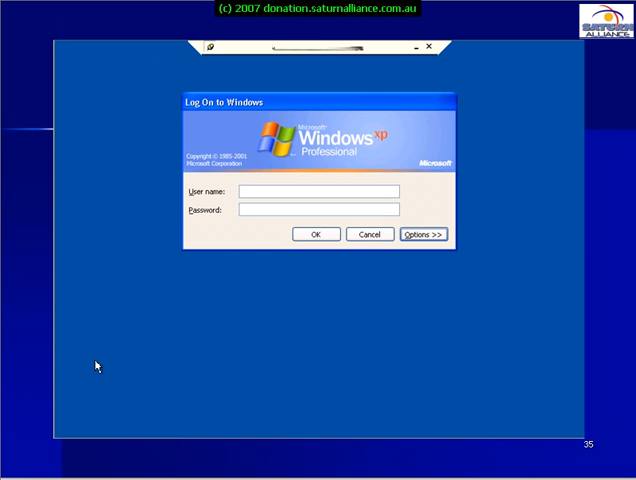 (c) 2007 donation.saturnalliance.com.au
SATURN
ALLIANCE
Log On to Windows
Microsoft®
Windows xp
Professional
Copyright © 1985-2001
Microsoft Corporation
Microsoft
User name:
Password:
OK
Cancel
Options >>
35